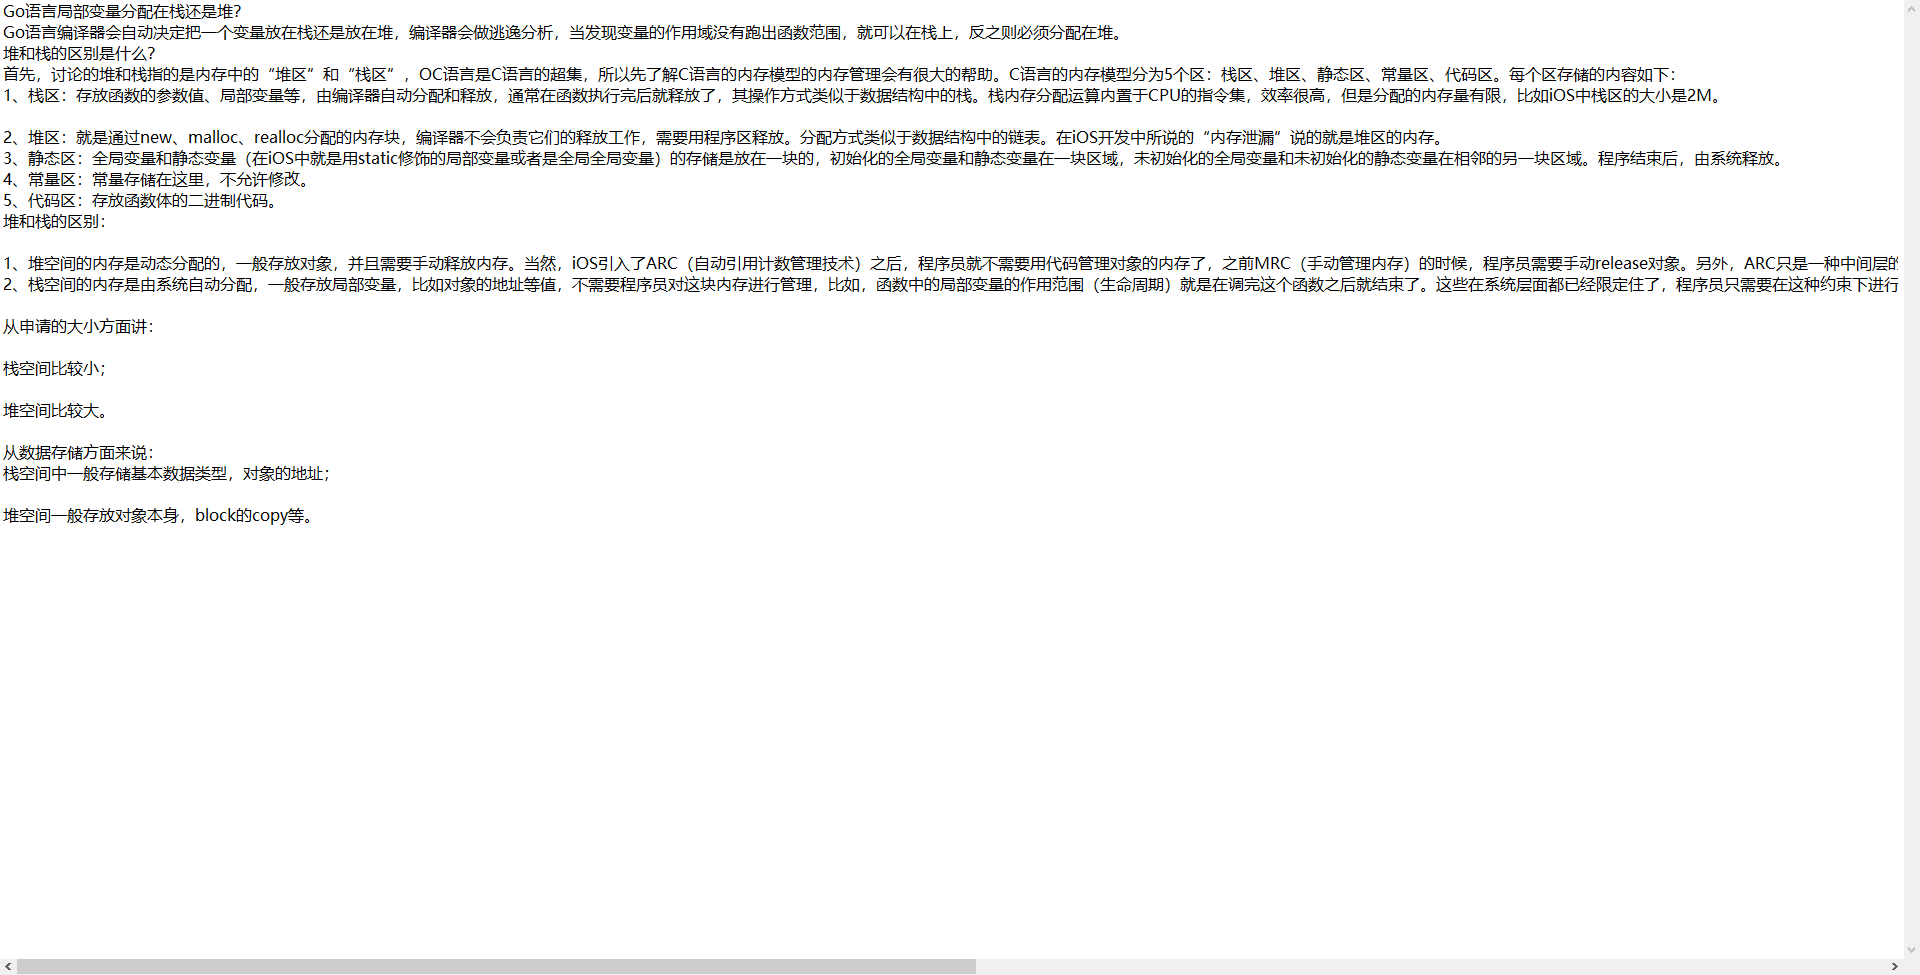 Go语言局部变量分配在栈还是堆?
Go语言编译器会自动决定把一个变量放在栈还是放在堆，编译器会做逃逸分析，当发现变量的作用域没有跑出函数范围，就可以在栈上，反之则必须分配在堆。
堆和栈的区别是什么?
首先，讨论的堆和栈指的是内存中的“堆区”和“栈区”，OC语言是C语言的超集，所以先了解C语言的内存模型的内存管理会有很大的帮助。C语言的内存模型分为5个区：栈区、堆区、静态区、常量区、代码区。每个区存储的内容如下：
1、栈区：存放函数的参数值、局部变量等，由编译器自动分配和释放，通常在函数执行完后就释放了，其操作方式类似于数据结构中的栈。栈内存分配运算内置于CPU的指令集，效率很高，但是分配的内存量有限，比如iOS中栈区的大小是2M。
2、堆区：就是通过new、malloc、realloc分配的内存块，编译器不会负责它们的释放工作，需要用程序区释放。分配方式类似于数据结构中的链表。在iOS开发中所说的“内存泄漏”说的就是堆区的内存。
3、静态区：全局变量和静态变量（在iOS中就是用static修饰的局部变量或者是全局全局变量）的存储是放在一块的，初始化的全局变量和静态变量在一块区域，未初始化的全局变量和未初始化的静态变量在相邻的另一块区域。程序结束后，由系统释放。
4、常量区：常量存储在这里，不允许修改。
5、代码区：存放函数体的二进制代码。
堆和栈的区别：
1、堆空间的内存是动态分配的，一般存放对象，并且需要手动释放内存。当然，iOS引入了ARC（自动引用计数管理技术）之后，程序员就不需要用代码管理对象的内存了，之前MRC（手动管理内存）的时候，程序员需要手动release对象。另外，ARC只是一种中间层的
2、栈空间的内存是由系统自动分配，一般存放局部变量，比如对象的地址等值，不需要程序员对这块内存进行管理，比如，函数中的局部变量的作用范围（生命周期）就是在调完这个函数之后就结束了。这些在系统层面都已经限定住了，程序员只需要在这种约束下进行
从申请的大小方面讲：
栈空间比较小；
堆空间比较大。
从数据存储方面来说：
栈空间中一般存储基本数据类型，对象的地址；
堆空间一般存放对象本身，block的copy等。